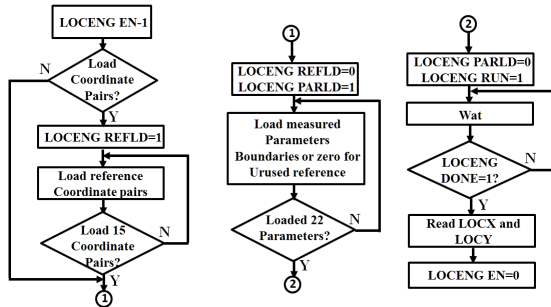 LOCENG EN-1
Load
Coordinate
Pairs?
N
Y
LOCENG REFLD=1
Load reference
Coordinate pairs
Load 15
Coordinate
Pairs?
N
Y
1
1
LOCENG REFLD=0
LOCENG PARLD=1
Load measured
Parameters
Boundaries or zero for
Urused reference
Loaded 22
Parameters?
N
Y
2
2
LOCENG PARLD=0
LOCENG RUN=1
Wat
LOCENG
DONE=1?
N
Y
Read LOCX and
LOCY
LOCENG EN=0